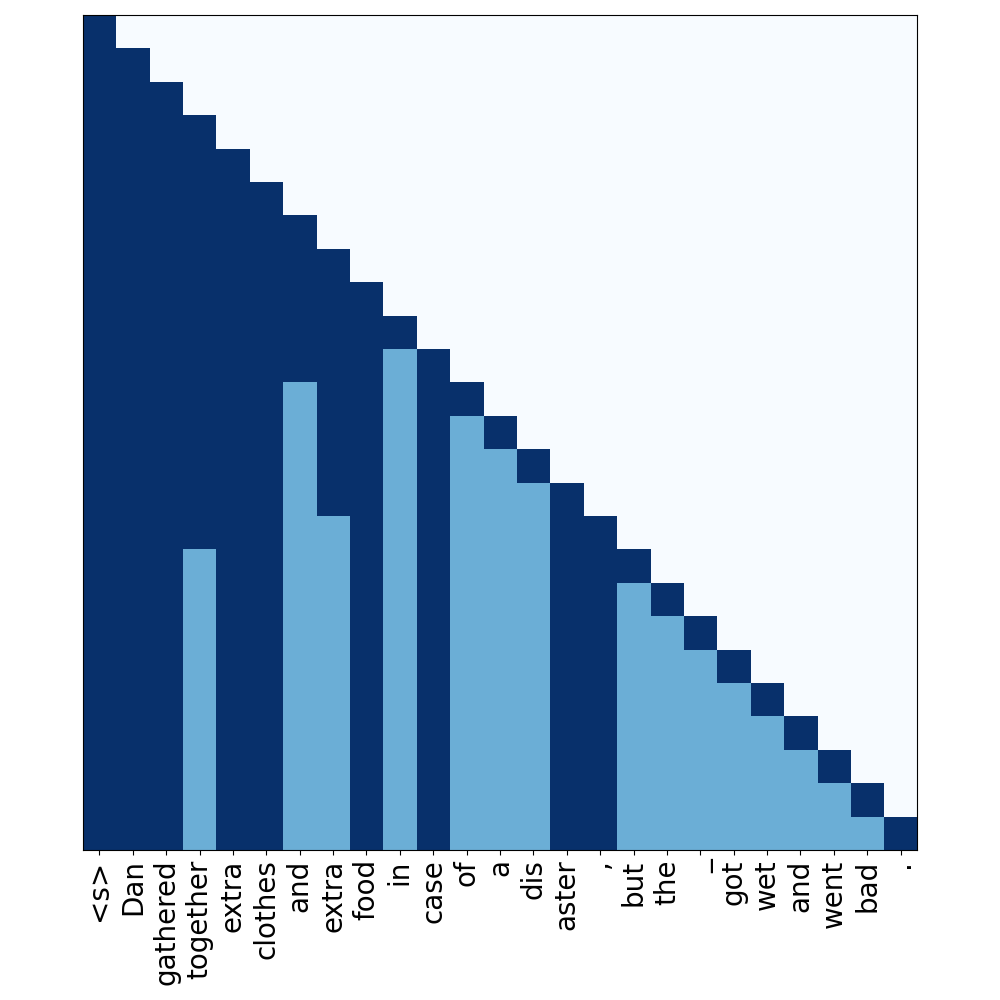 <s> Dan gathered together extra clothes and extra food in case of a dis aster , but the _ got wet and went bad .